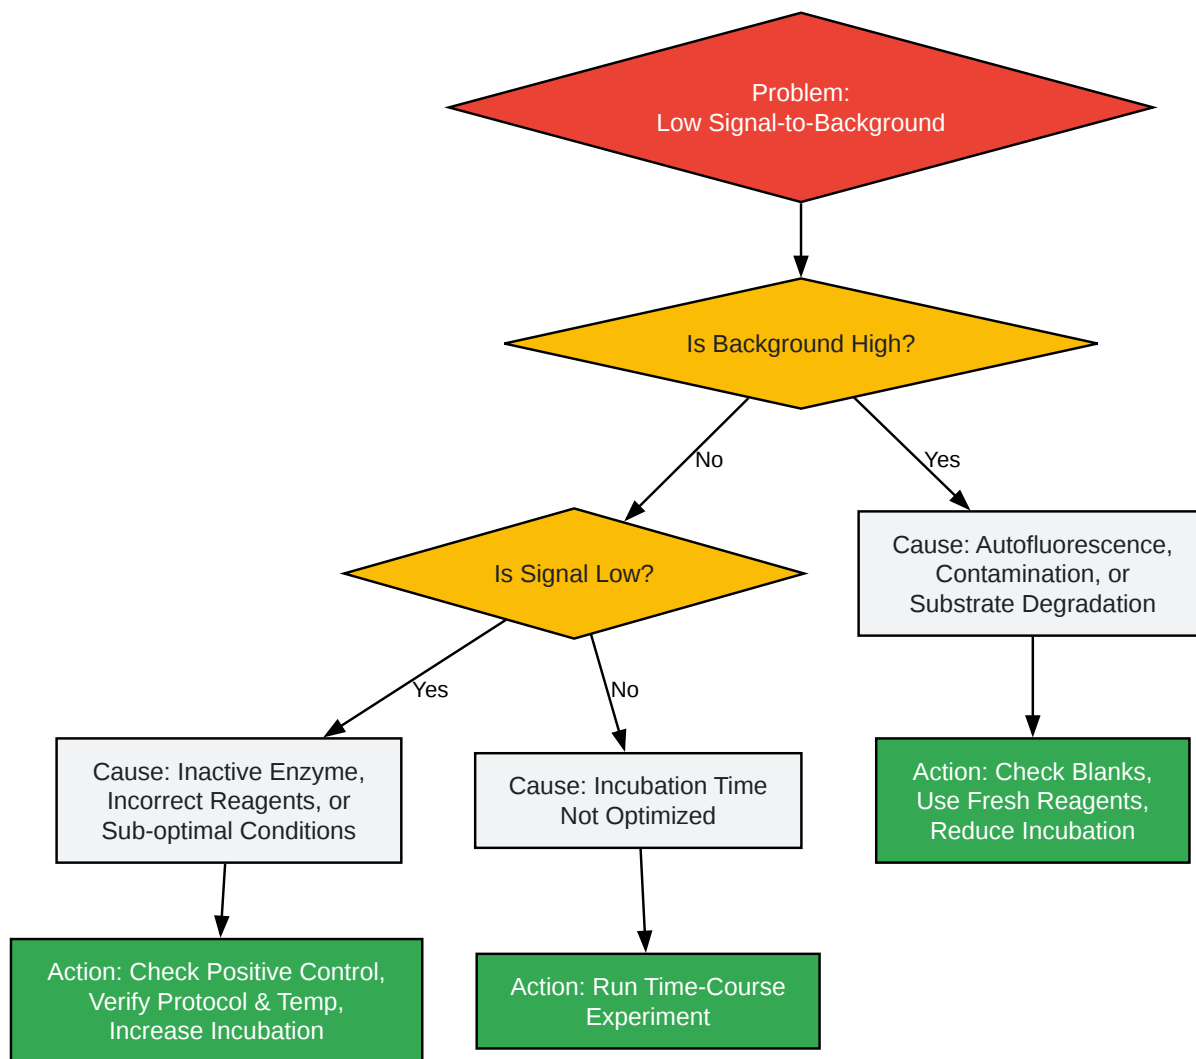 Problem:
Low Signal-to-Background
Is Background High?
No
Yes
Is Signal Low?
Cause: Autofluorescence,
Contamination, or
Substrate Degradation
Yes
No
Cause: Inactive Enzyme,
Incorrect Reagents, or
Sub-optimal Conditions
Cause: Incubation Time
Not Optimized
Action: Check Blanks,
Use Fresh Reagents,
Reduce Incubation
Action: Check Positive Control,
Verify Protocol & Temp,
Increase Incubation
Action: Run Time-Course
Experiment